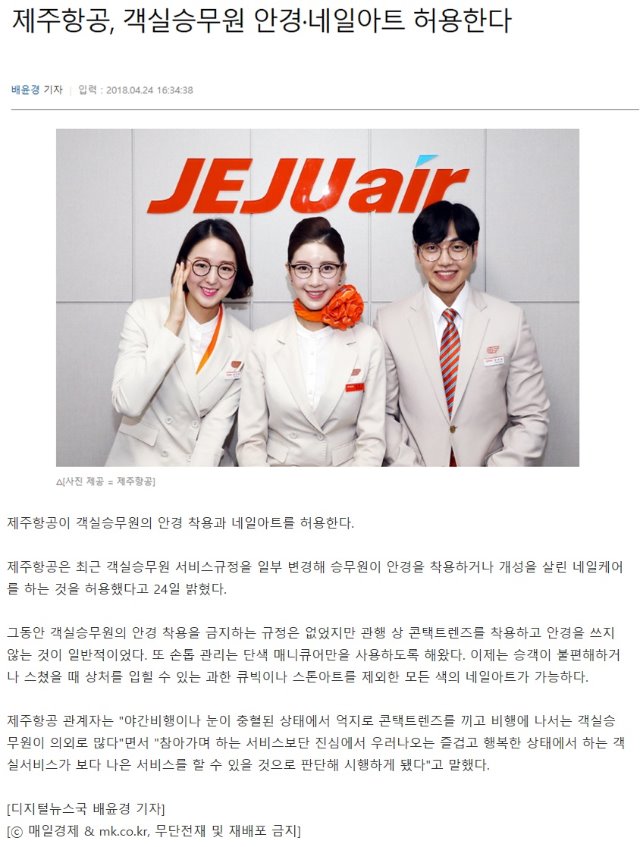 제주항공, 객실승무원 안경·네일아트 허용한다
배윤경 기자 | 입력 : 2018.04.24 16:34:38
JEJUair
△[사진 제공 = 제주항공]
제주항공이 객실승무원의 안경 착용과 네일아트를 허용한다.
제주항공은 최근 객실승무원 서비스규정을 일부 변경해 승무원이 안경을 착용하거나 개성을 살린 네일케어
를 하는 것을 허용했다고 24일 밝혔다.
그동안 객실승무원의 안경 착용을 금지하는 규정은 없었지만 관행 상 콘택트렌즈를 착용하고 안경을 쓰지
않는 것이 일반적이었다. 또 손톱 관리는 단색 매니큐어만을 사용하도록 해왔다. 이제는 승객이 불편해하거
나 스쳤을 때 상처를 입힐 수 있는 과한 큐빅이나 스톤아트를 제외한 모든 색의 네일아트가 가능하다.
제주항공 관계자는 "야간비행이나 눈이 충혈된 상태에서 억지로 콘택트렌즈를 끼고 비행에 나서는 객실승
무원이 의외로 많다"면서 "참아가며 하는 서비스보단 진심에서 우러나오는 즐겁고 행복한 상태에서 하는 객
실서비스가 보다 나은 서비스를 할 수 있을 것으로 판단해 시행하게 됐다"고 말했다.
[디지털뉴스국 배윤경 기자]
[ⓒ 매일경제 & mk.co.kr, 무단전재 및 재배포 금지]